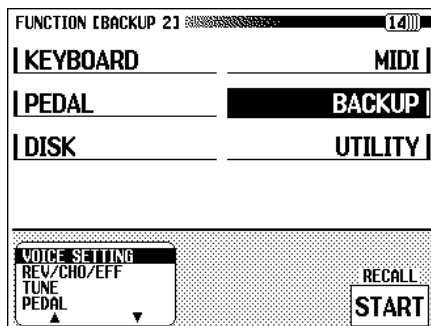 FUNCTION [BACKUP 2] 14
KEYBOARD MIDI
PEDAL BACKUP
DISK UTILITY
VOICE SETTING
REV/CHO/EFF
TUNE
PEDAL
RECALL
START